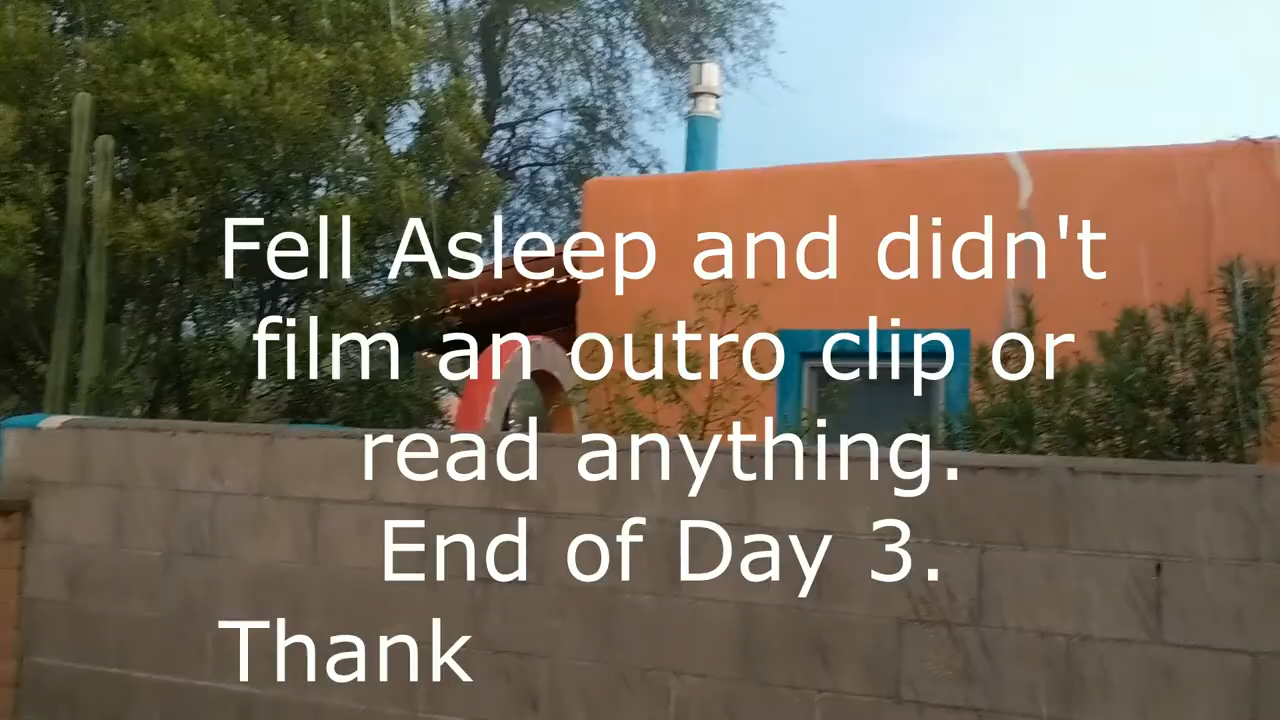 Fell Asleep and didn't
film an outro clip or
read anything.
End of Day 3.
Thank